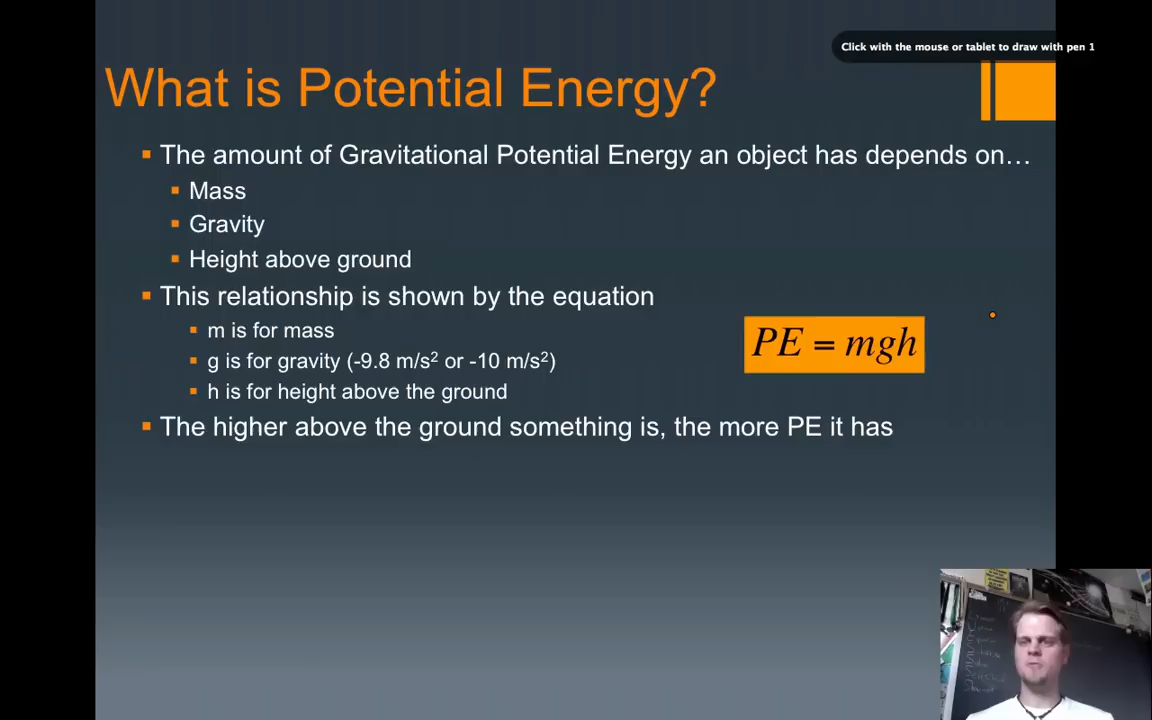 Click with the mouse or tablet to draw with pen 1
What is Potential Energy?
The amount of Gravitational Potential Energy an object has depends on…
Mass
Gravity
Height above ground
This relationship is shown by the equation
m is for mass
g is for gravity (-9.8 m/s² or -10 m/s²)
h is for height above the ground
PE = mgh
The higher above the ground something is, the more PE it has